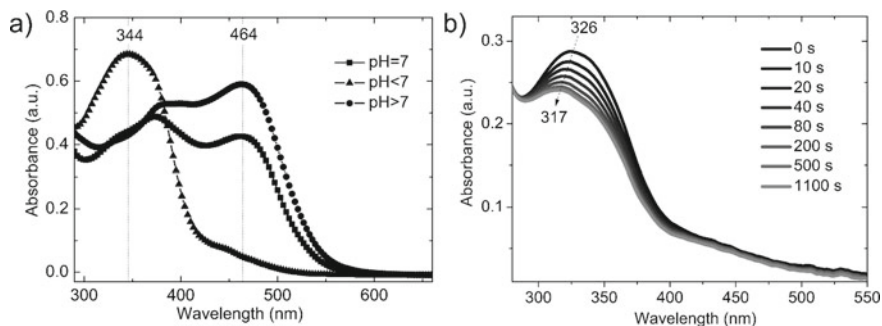 a)
344
464
pH=7
pH<7
pH>7
0.8
0.6
0.4
0.2
0.0
Absorbance (a.u.)
300
400
500
600
Wavelength (nm)
b)
326
317
0 s
10 s
20 s
40 s
80 s
200 s
500 s
1100 s
0.3
0.2
0.1
Absorbance (a.u.)
300
350
400
450
500
550
Wavelength (nm)